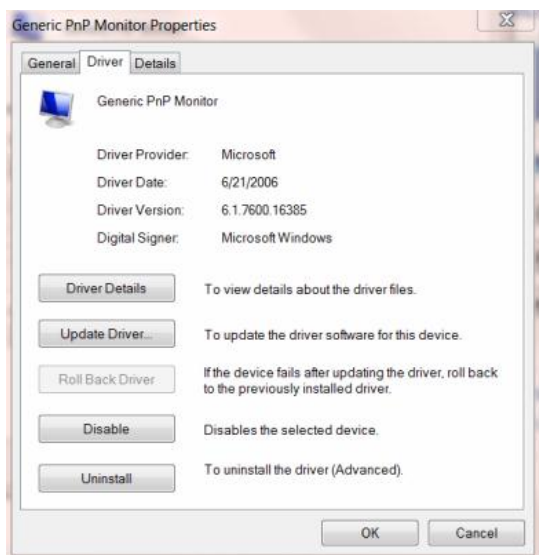 Generic PnP Monitor Properties
General Driver Details
Generic PnP Monitor
Driver Provider: Microsoft
Driver Date: 6/21/2006
Driver Version: 6.1.7600.16385
Digital Signer: Microsoft Windows
Driver Details To view details about the driver files.
Update Driver... To update the driver software for this device.
Roll Back Driver If the device fails after updating the driver, roll back
to the previously installed driver.
Disable Disables the selected device.
Uninstall To uninstall the driver (Advanced).
OK Cancel